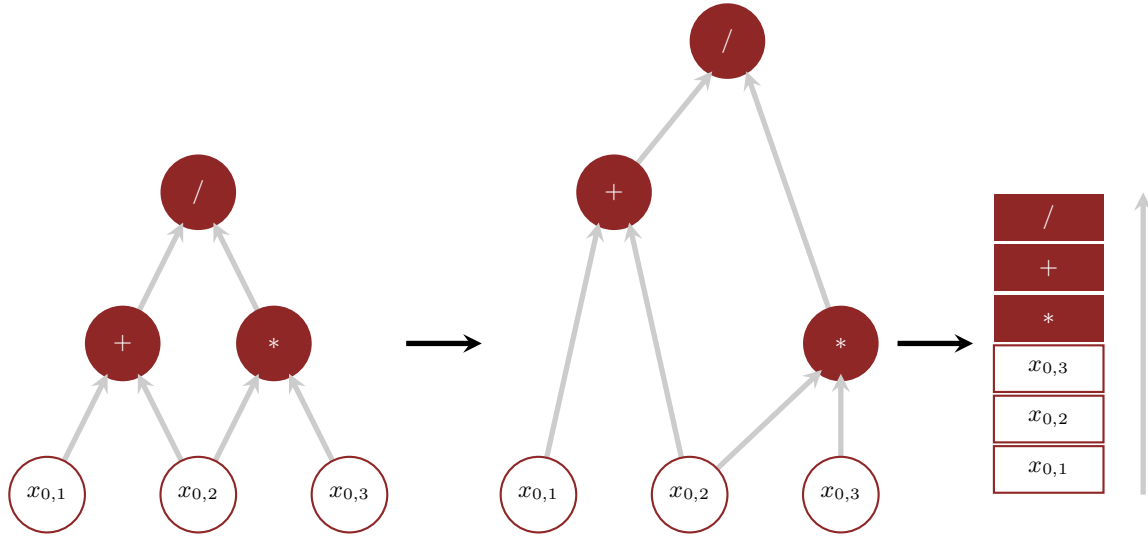 /
/
+
/
+
+
*
*
*
x_{0,3}
x_{0,2}
x_{0,1}
x_{0,1}
x_{0,2}
x_{0,3}
x_{0,1}
x_{0,2}
x_{0,3}